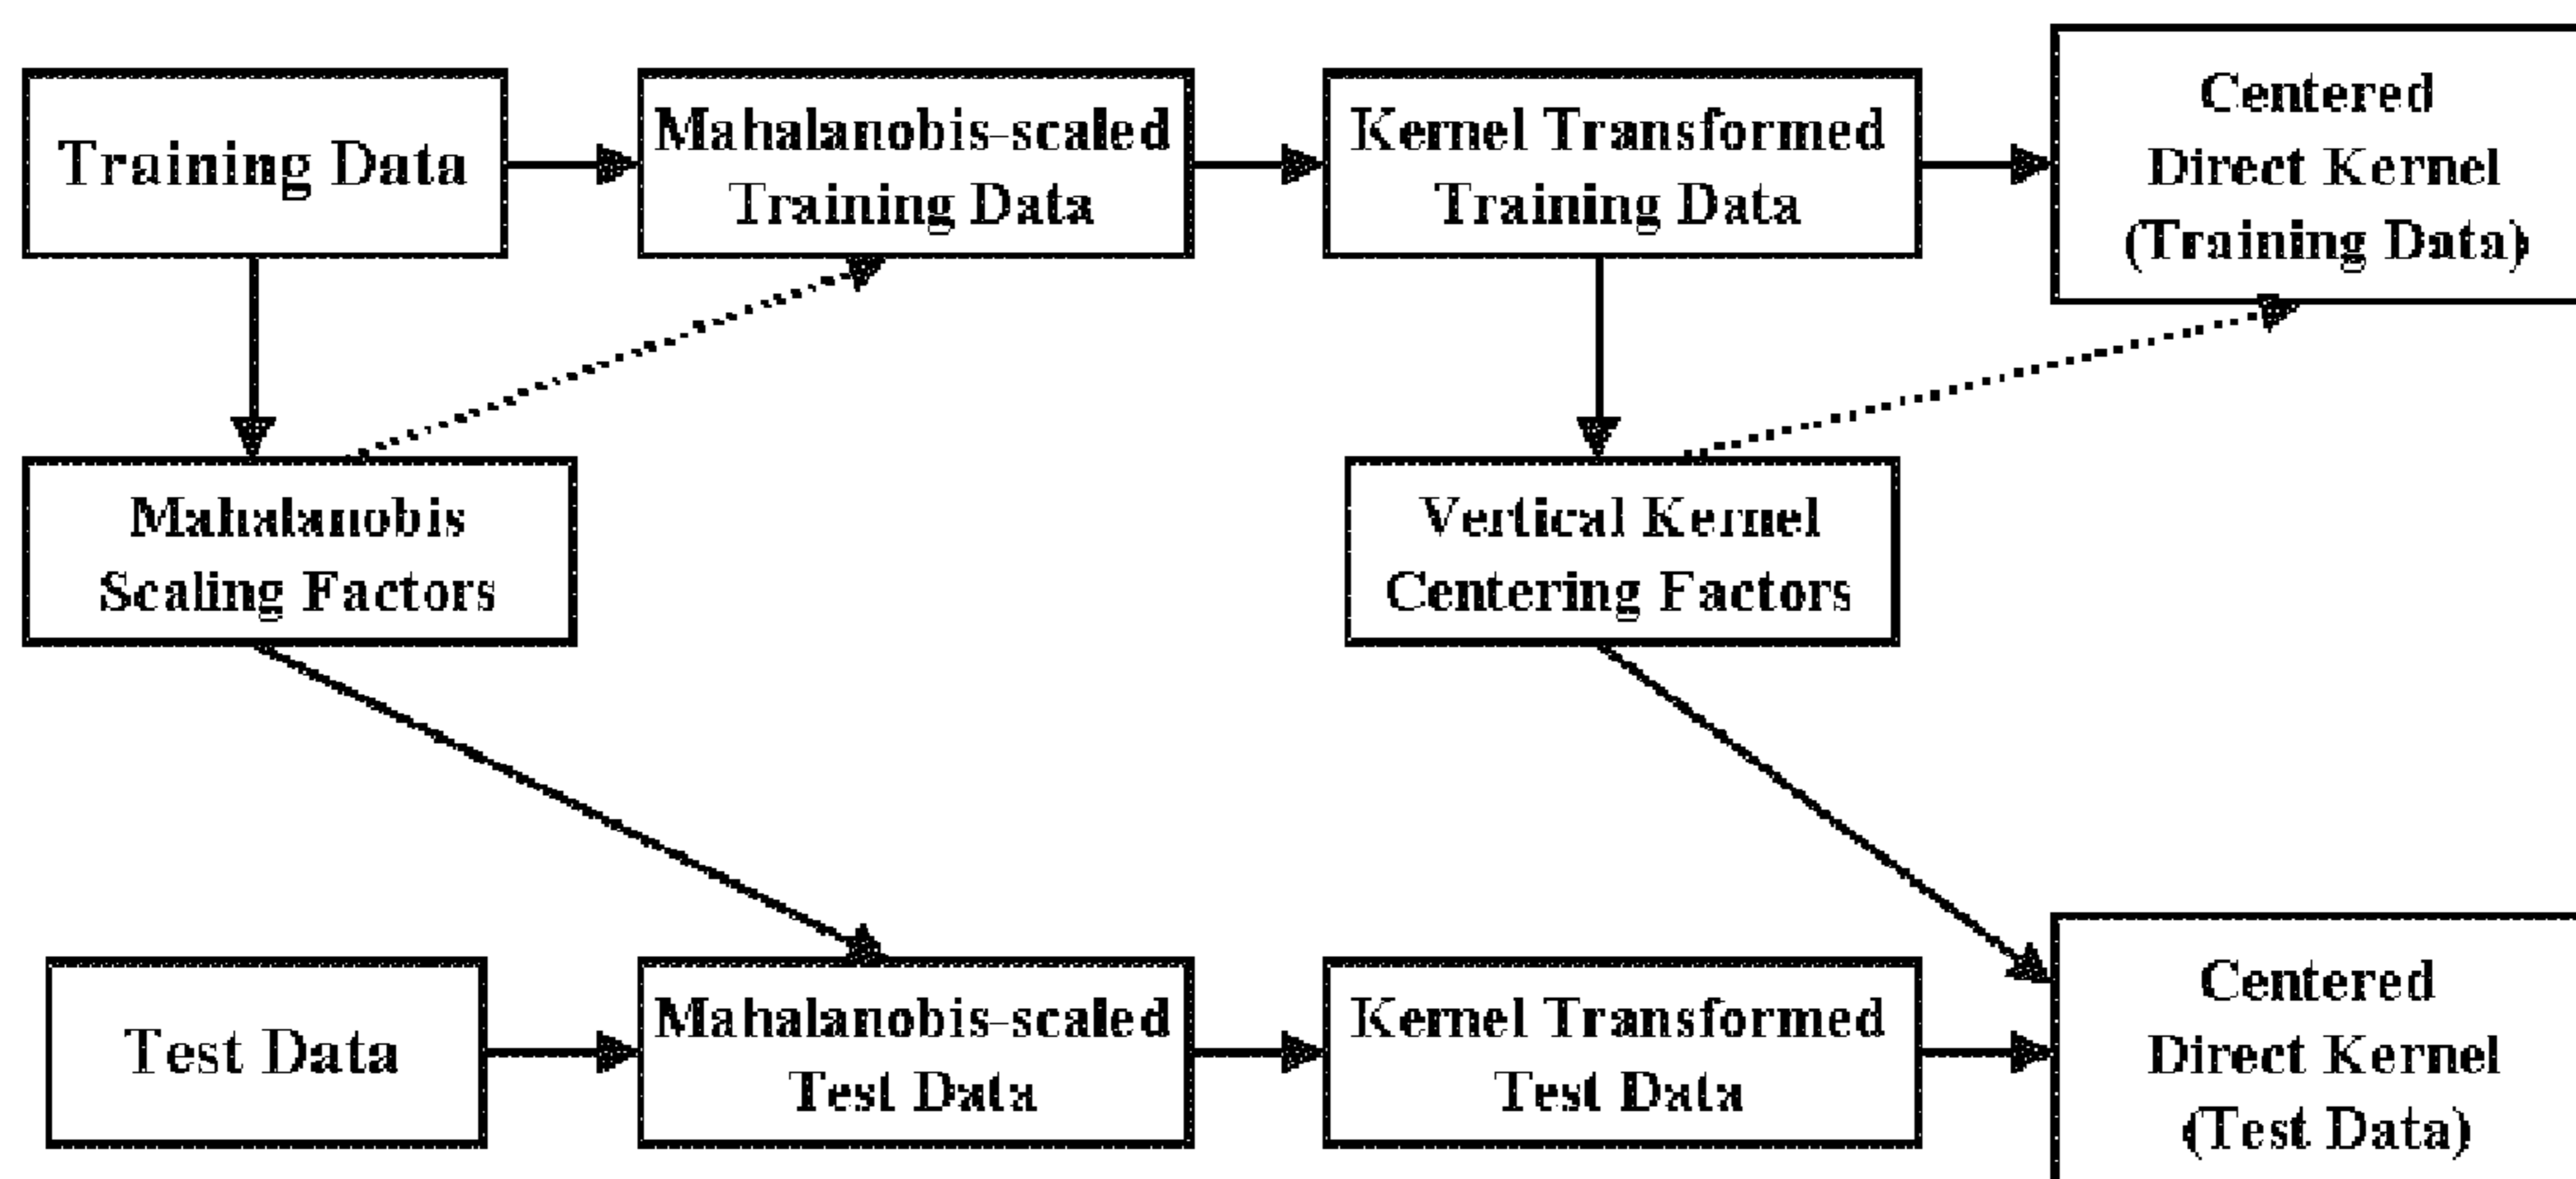 Training Data
Mahalanobis-scaled
Training Data
Kernel Transformed
Training Data
Centered
Direct Kernel
(Training Data)
Mahalanobis
Scaling Factors
Vertical Kernel
Centering Factors
Test Data
Mahalanobis-scaled
Test Data
Kernel Transformed
Test Data
Centered
Direct Kernel
(Test Data)